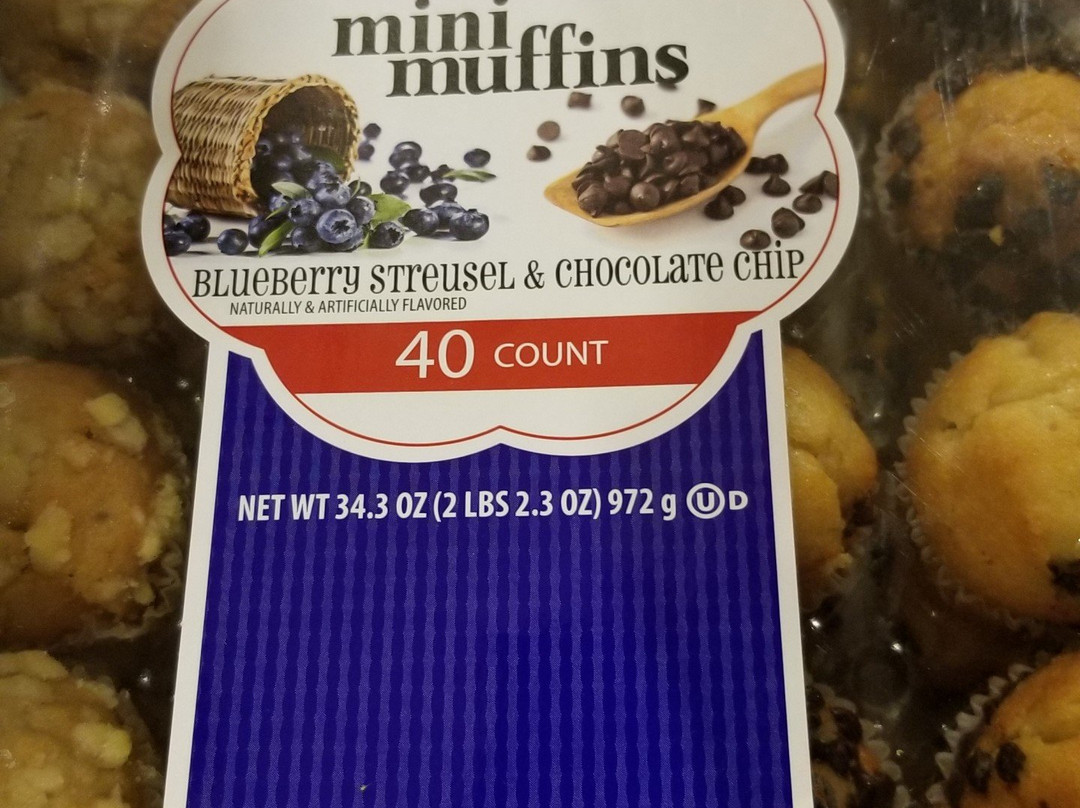 mini
muffins
BLUEBERRY STREUSEL & CHOCOLATE CHIP
NATURALLY & ARTIFICIALLY FLAVORED
40 COUNT
NET WT 34.3 OZ (2 LBS 2.3 OZ) 972 g Ⓤ D